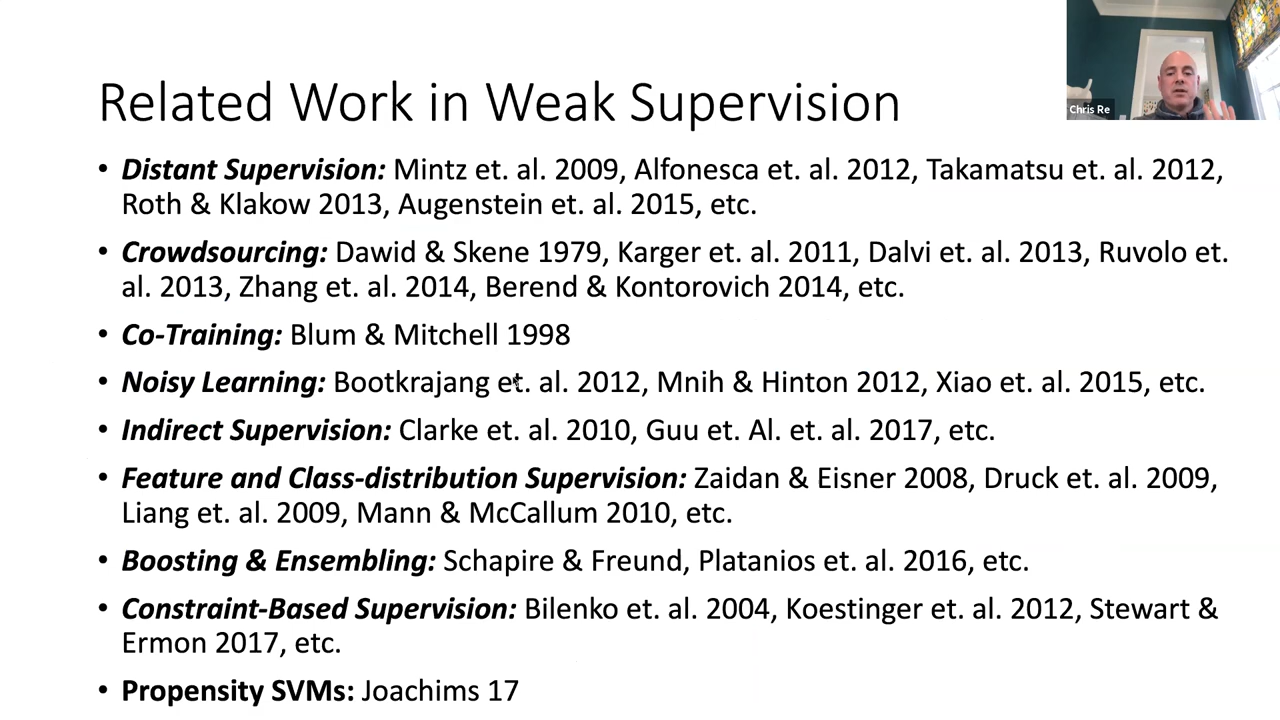 Chris Re
Related Work in Weak Supervision
• Distant Supervision: Mintz et. al. 2009, Alfonesca et. al. 2012, Takamatsu et. al. 2012,
Roth & Klakow 2013, Augenstein et. al. 2015, etc.
• Crowdsourcing: Dawid & Skene 1979, Karger et. al. 2011, Dalvi et. al. 2013, Ruvolo et.
al. 2013, Zhang et. al. 2014, Berend & Kontorovich 2014, etc.
• Co-Training: Blum & Mitchell 1998
• Noisy Learning: Bootkrajang et. al. 2012, Mnih & Hinton 2012, Xiao et. al. 2015, etc.
• Indirect Supervision: Clarke et. al. 2010, Guu et. Al. et. al. 2017, etc.
• Feature and Class-distribution Supervision: Zaidan & Eisner 2008, Druck et. al. 2009,
Liang et. al. 2009, Mann & McCallum 2010, etc.
• Boosting & Ensembling: Schapire & Freund, Platanios et. al. 2016, etc.
• Constraint-Based Supervision: Bilenko et. al. 2004, Koestinger et. al. 2012, Stewart &
Ermon 2017, etc.
• Propensity SVMs: Joachims 17